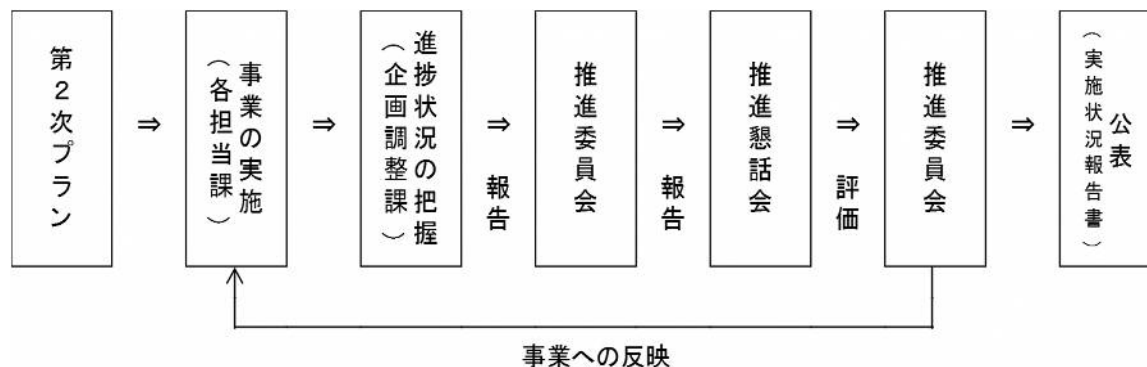 第２次プラン
⇒
事業の実施
（各担当課）
⇒
進捗状況の把握
（企画調整課）
⇒
報告
推進委員会
⇒
報告
推進懇話会
⇒
評価
推進委員会
⇒
公表
（実施状況報告書）
事業への反映